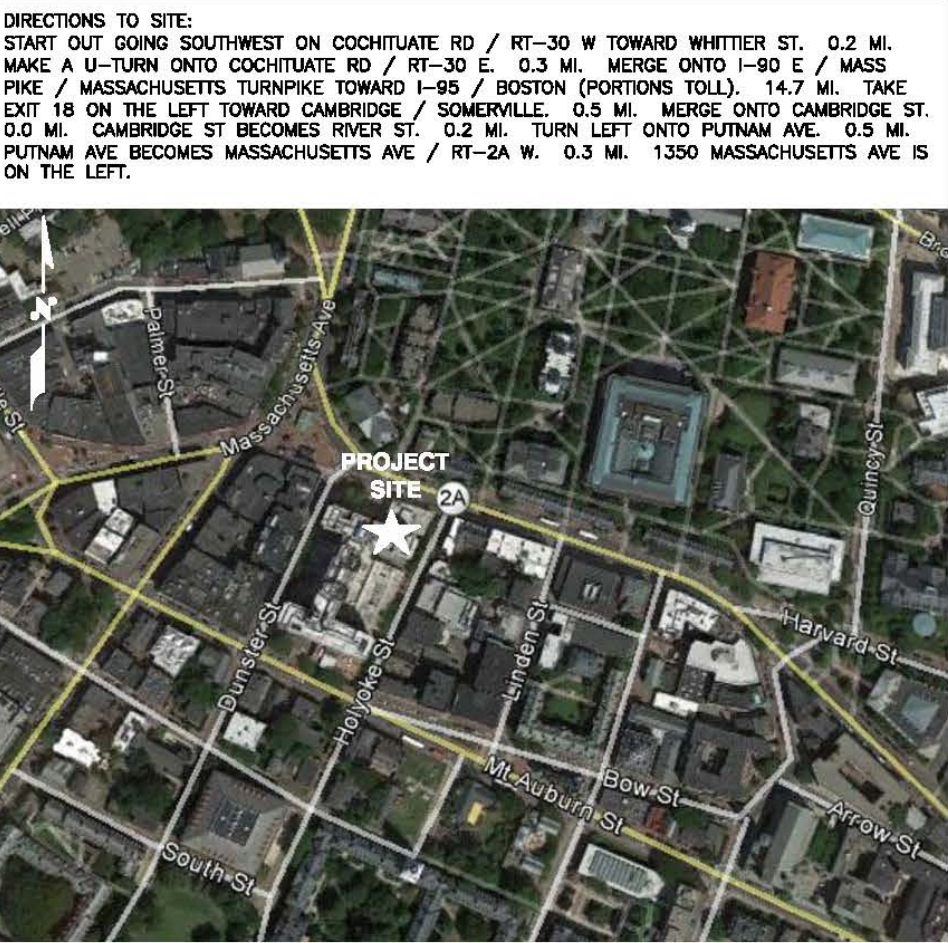 DIRECTIONS TO SITE:
START OUT GOING SOUTHWEST ON COCHITUATE RD / RT-30 W TOWARD WHITTIER ST. 0.2 MI.
MAKE A U-TURN ONTO COCHITUATE RD / RT-30 E. 0.3 MI. MERGE ONTO I-90 E / MASS
PIKE / MASSACHUSETTS TURNPIKE TOWARD I-95 / BOSTON (PORTIONS TOLL). 14.7 MI. TAKE
EXIT 18 ON THE LEFT TOWARD CAMBRIDGE / SOMERVILLE. 0.5 MI. MERGE ONTO CAMBRIDGE ST.
0.0 MI. CAMBRIDGE ST BECOMES RIVER ST. 0.2 MI. TURN LEFT ONTO PUTNAM AVE. 0.5 MI.
PUTNAM AVE BECOMES MASSACHUSETTS AVE / RT-2A W. 0.3 MI. 1350 MASSACHUSETTS AVE IS
ON THE LEFT.
N
Palmer St
Massachusetts Ave
PROJECT
SITE
2A
Quincy St
Dunster St
Holyoke St
Linden St
Harvard St
Mt Auburn St
Bow St
Arrow St
South St